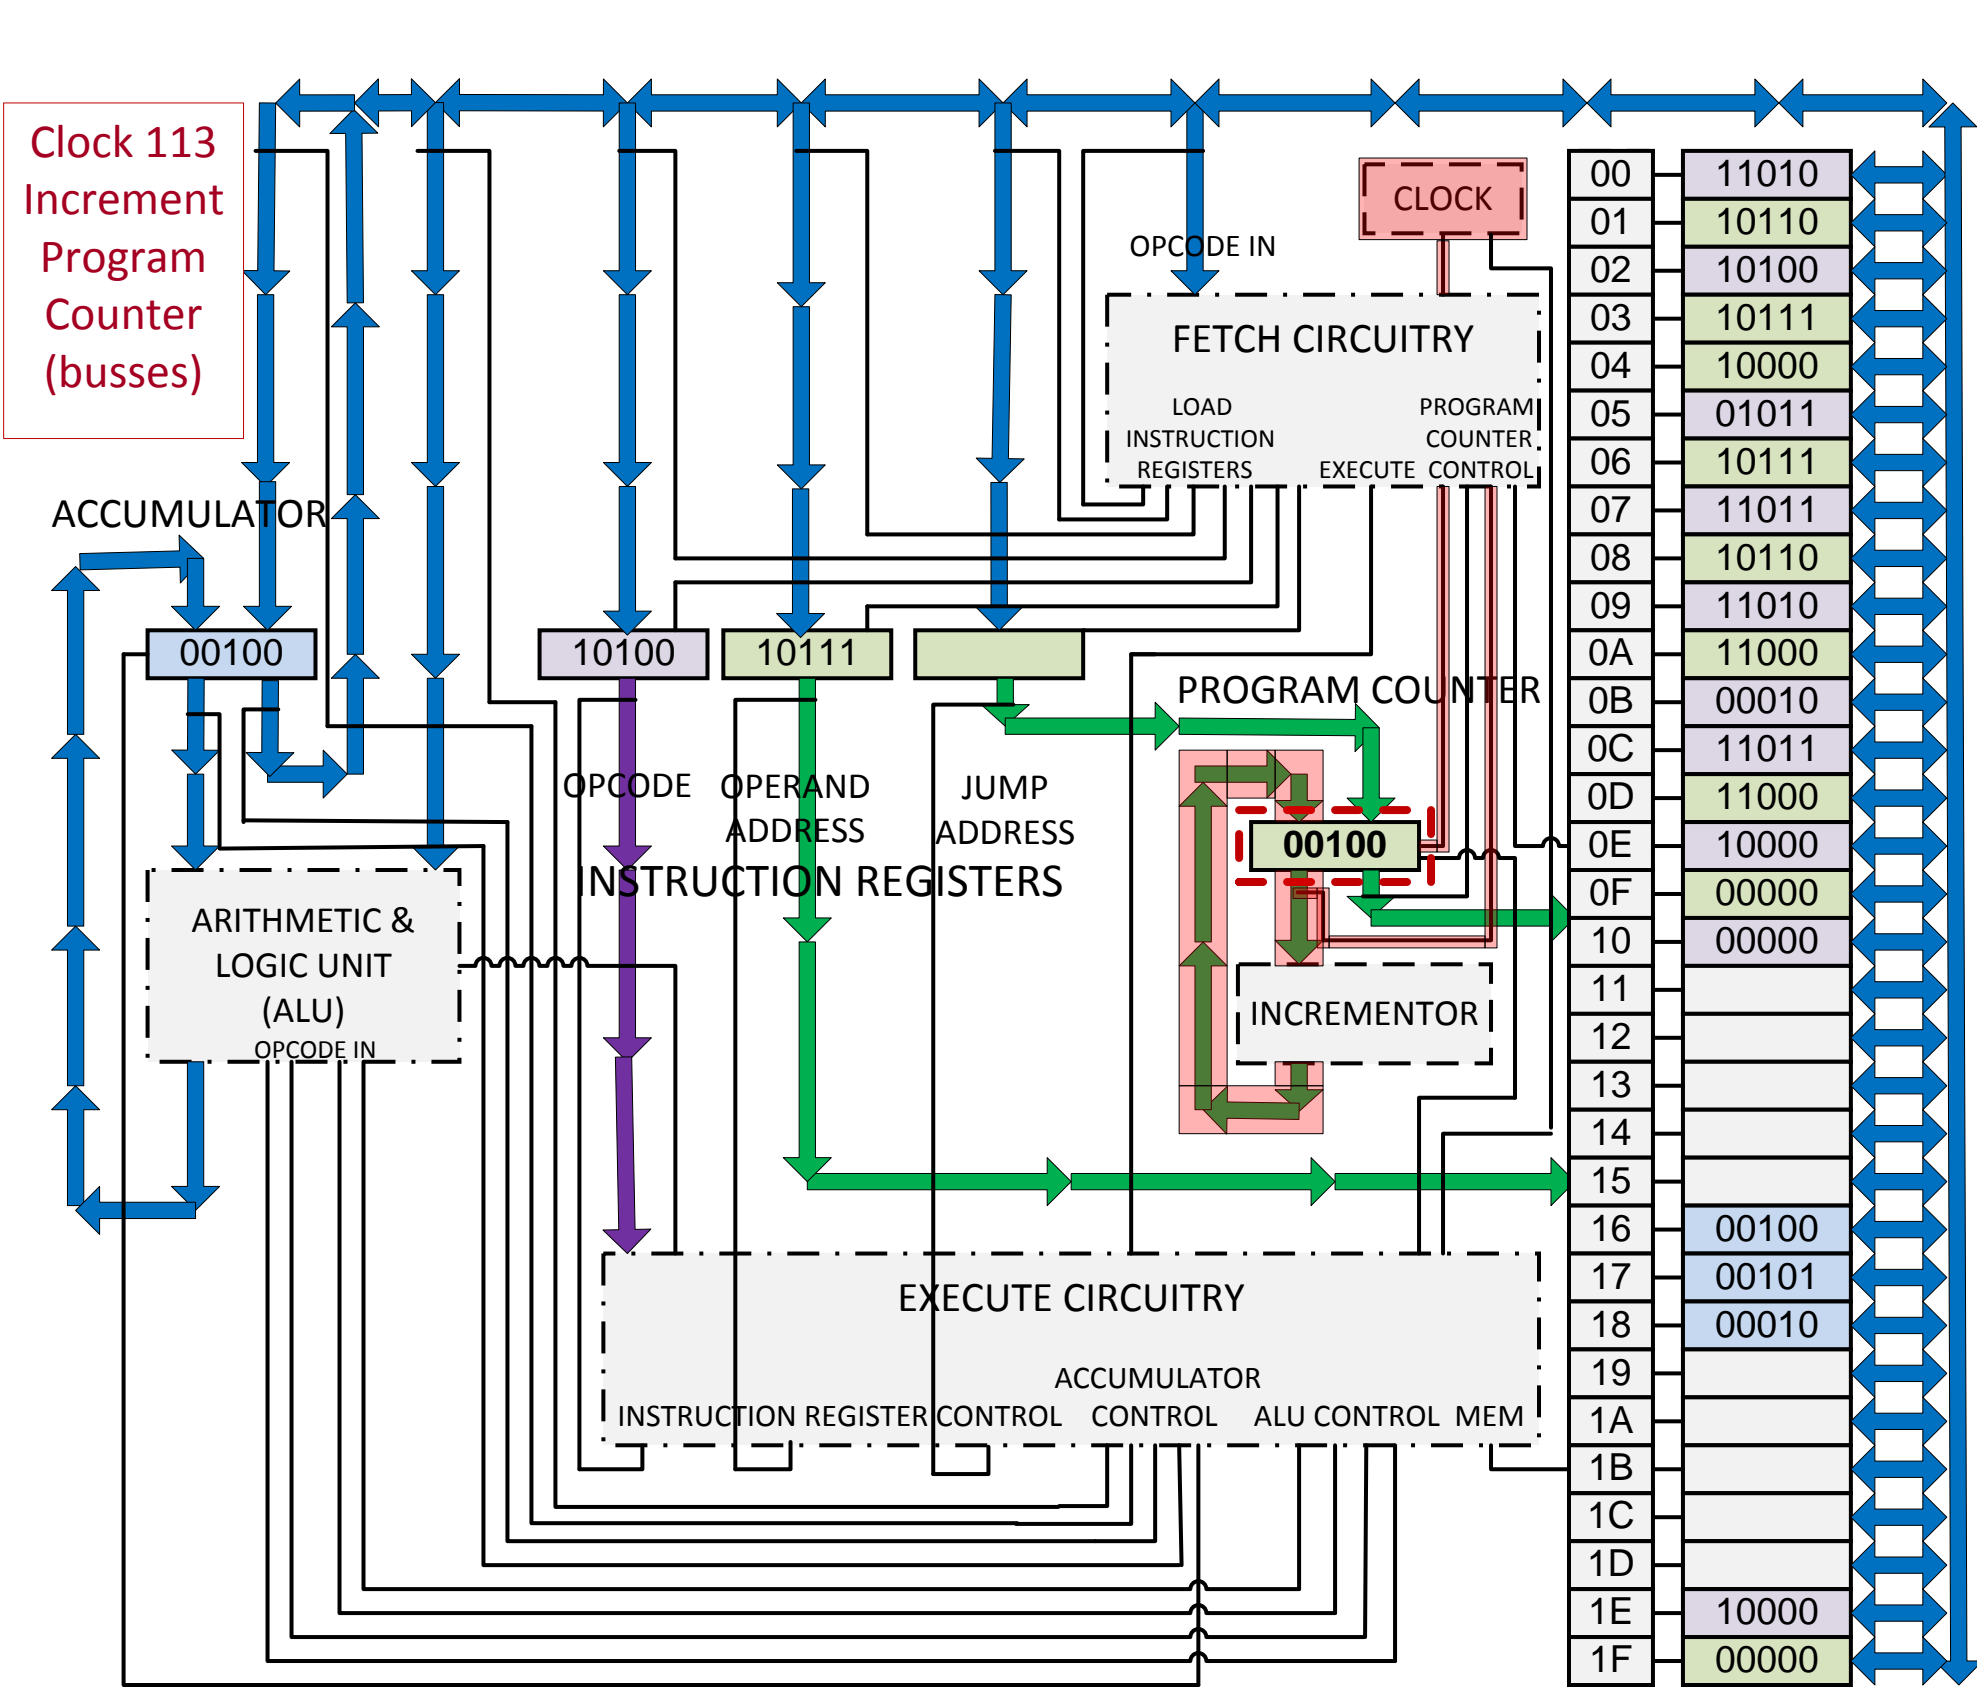 Clock 113
Increment
Program
Counter
(busses)
CLOCK
OPCODE IN
FETCH CIRCUITRY
LOAD
INSTRUCTION
REGISTERS
EXECUTE
PROGRAM
COUNTER
CONTROL
ACCUMULATOR
00100
10100
10111
PROGRAM COUNTER
OPCODE
OPERAND
ADDRESS
JUMP
ADDRESS
INSTRUCTION REGISTERS
00100
INCREMENTOR
ARITHMETIC &
LOGIC UNIT
(ALU)
OPCODE IN
EXECUTE CIRCUITRY
INSTRUCTION REGISTER CONTROL
ACCUMULATOR
CONTROL
ALU CONTROL
MEM
00 11010
01 10110
02 10100
03 10111
04 10000
05 01011
06 10111
07 11011
08 10110
09 11010
0A 11000
0B 00010
0C 11011
0D 11000
0E 10000
0F 00000
10 00000
11
12
13
14
15
16 00100
17 00101
18 00010
19
1A
1B
1C
1D
1E 10000
1F 00000